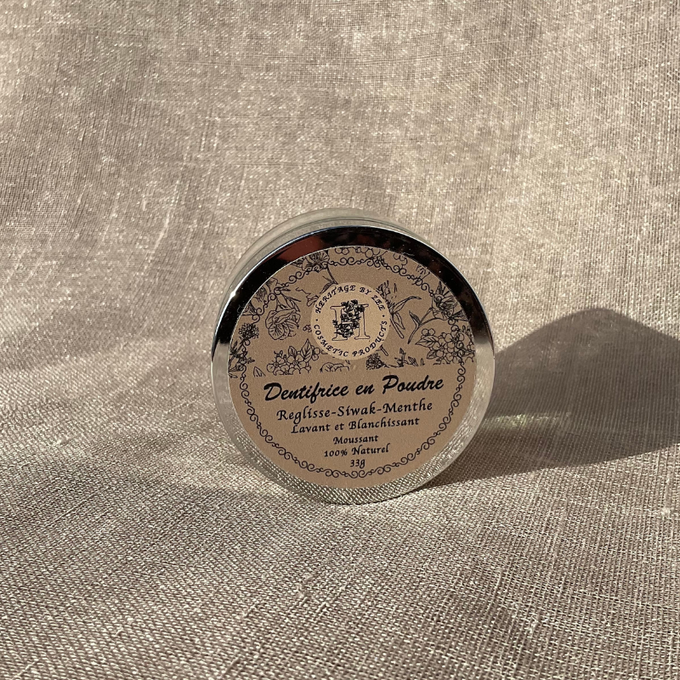 HERITAGE BY LEE
H
COSMETIC PRODUCTS
Dentifrice en Poudre
Reglisse-Siwak-Menthe
Lavant et Blanchissant
Moussant
100% Naturel
33g